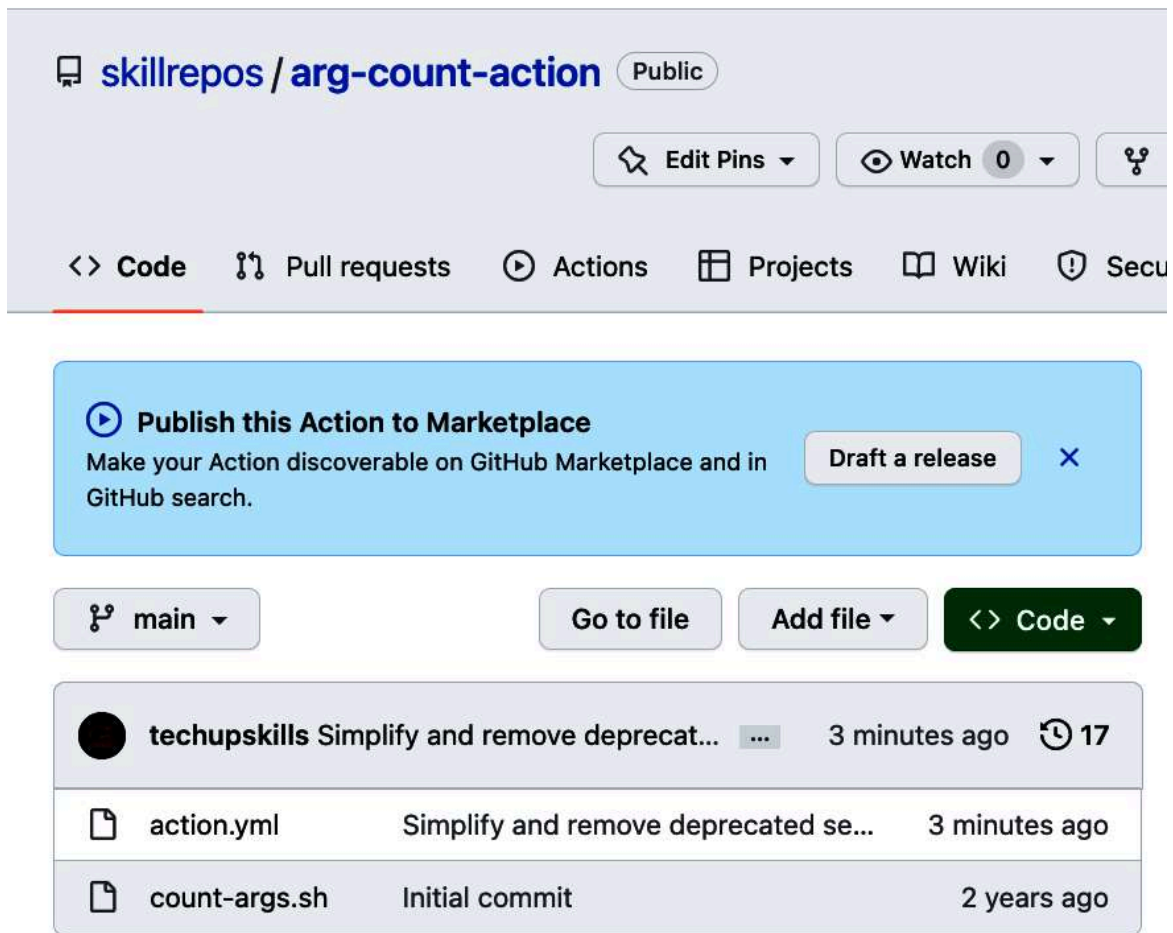 skillrepos / arg-count-action Public
Edit Pins Watch 0
Code Pull requests Actions Projects Wiki Secu
Publish this Action to Marketplace
Make your Action discoverable on GitHub Marketplace and in
GitHub search.
Draft a release
main Go to file Add file Code
techupskills Simplify and remove deprecat... ... 3 minutes ago 17
action.yml Simplify and remove deprecated se... 3 minutes ago
count-args.sh Initial commit 2 years ago